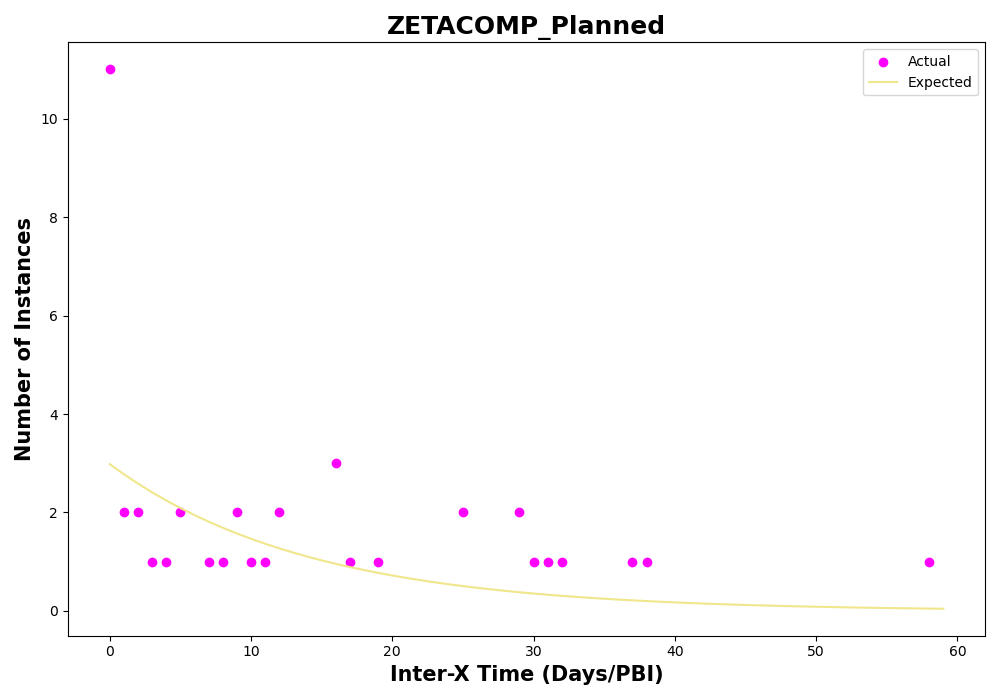 ZETACOMP_Planned
Actual
Expected
Number of Instances
10
8
6
4
2
0
0
10
20
30
40
50
60
Inter-X Time (Days/PBI)